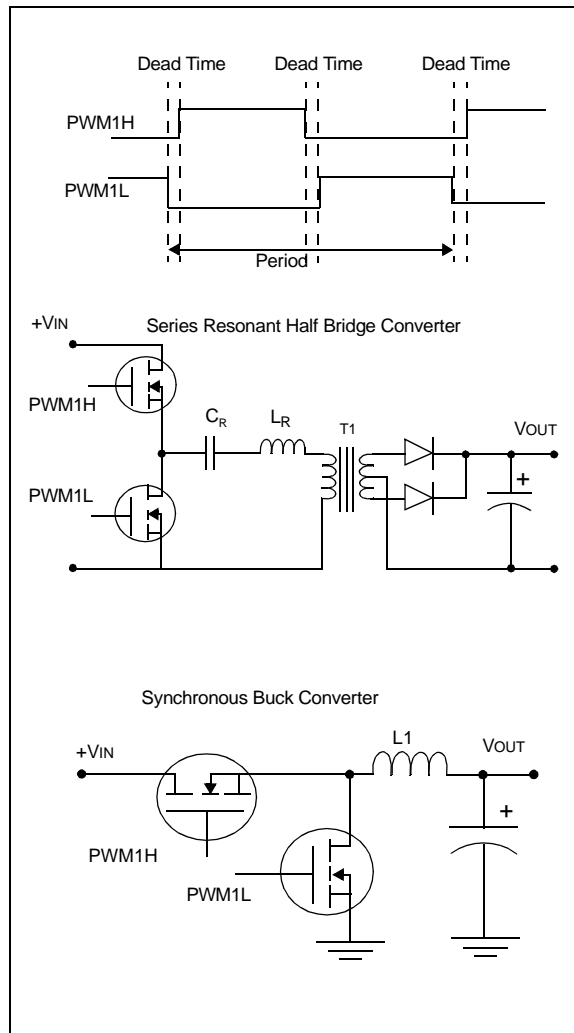 Dead Time Dead Time Dead Time
PWM1H
PWM1L
Period
Series Resonant Half Bridge Converter
+VIN
PWM1H
CR
LR
T1
VOUT
+
PWM1L
Synchronous Buck Converter
+VIN
L1
VOUT
+
PWM1H
PWM1L